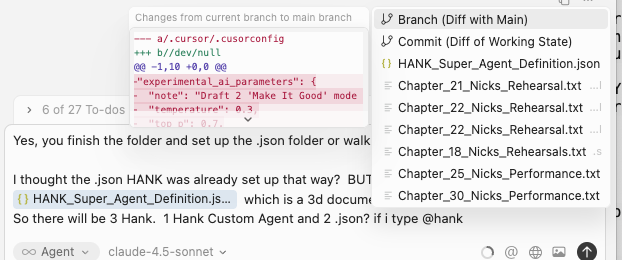 Changes from current branch to main branch
--- a/.cursor/.cusorconfig
+++ b//dev/null
@@ -1,10 +0,0 @@
-"experimental_ai_parameters": {
- "note": "Draft 2 'Make It Good' mode
- "temperature": 0.3,
- "top_p": 0.7,
Branch (Diff with Main)
Commit (Diff of Working State)
{} HANK_Super_Agent_Definition.json
Chapter_21_Nicks_Rehearsal.txt ...l
Chapter_22_Nicks_Rehearsal.txt ...l
Chapter_22_Nicks_Rehearsal.txt ...l
Chapter_18_Nicks_Rehearsals.txt .s
Chapter_25_Nicks_Performance.txt
Chapter_30_Nicks_Performance.txt
6 of 27 To-dos
Yes, you finish the folder and set up the .json folder or walk
I thought the .json HANK was already set up that way? BUT
{} HANK_Super_Agent_Definition.js... which is a 3d docume
So there will be 3 Hank. 1 Hank Custom Agent and 2 .json? if i type @hank
∞ Agent claude-4.5-sonnet @